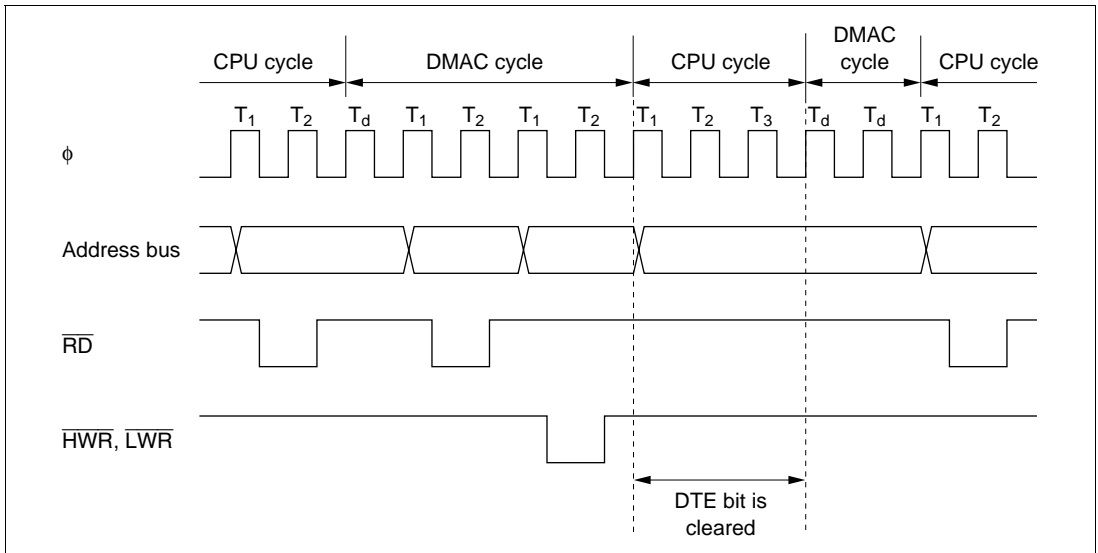 DMAC
CPU cycle DMAC cycle CPU cycle cycle CPU cycle
T1 T2 Td T1 T2 T1 T2 T1 T2 T3 Td Td T1 T2
φ
Address bus
RD
HWR, LWR
DTE bit is
cleared